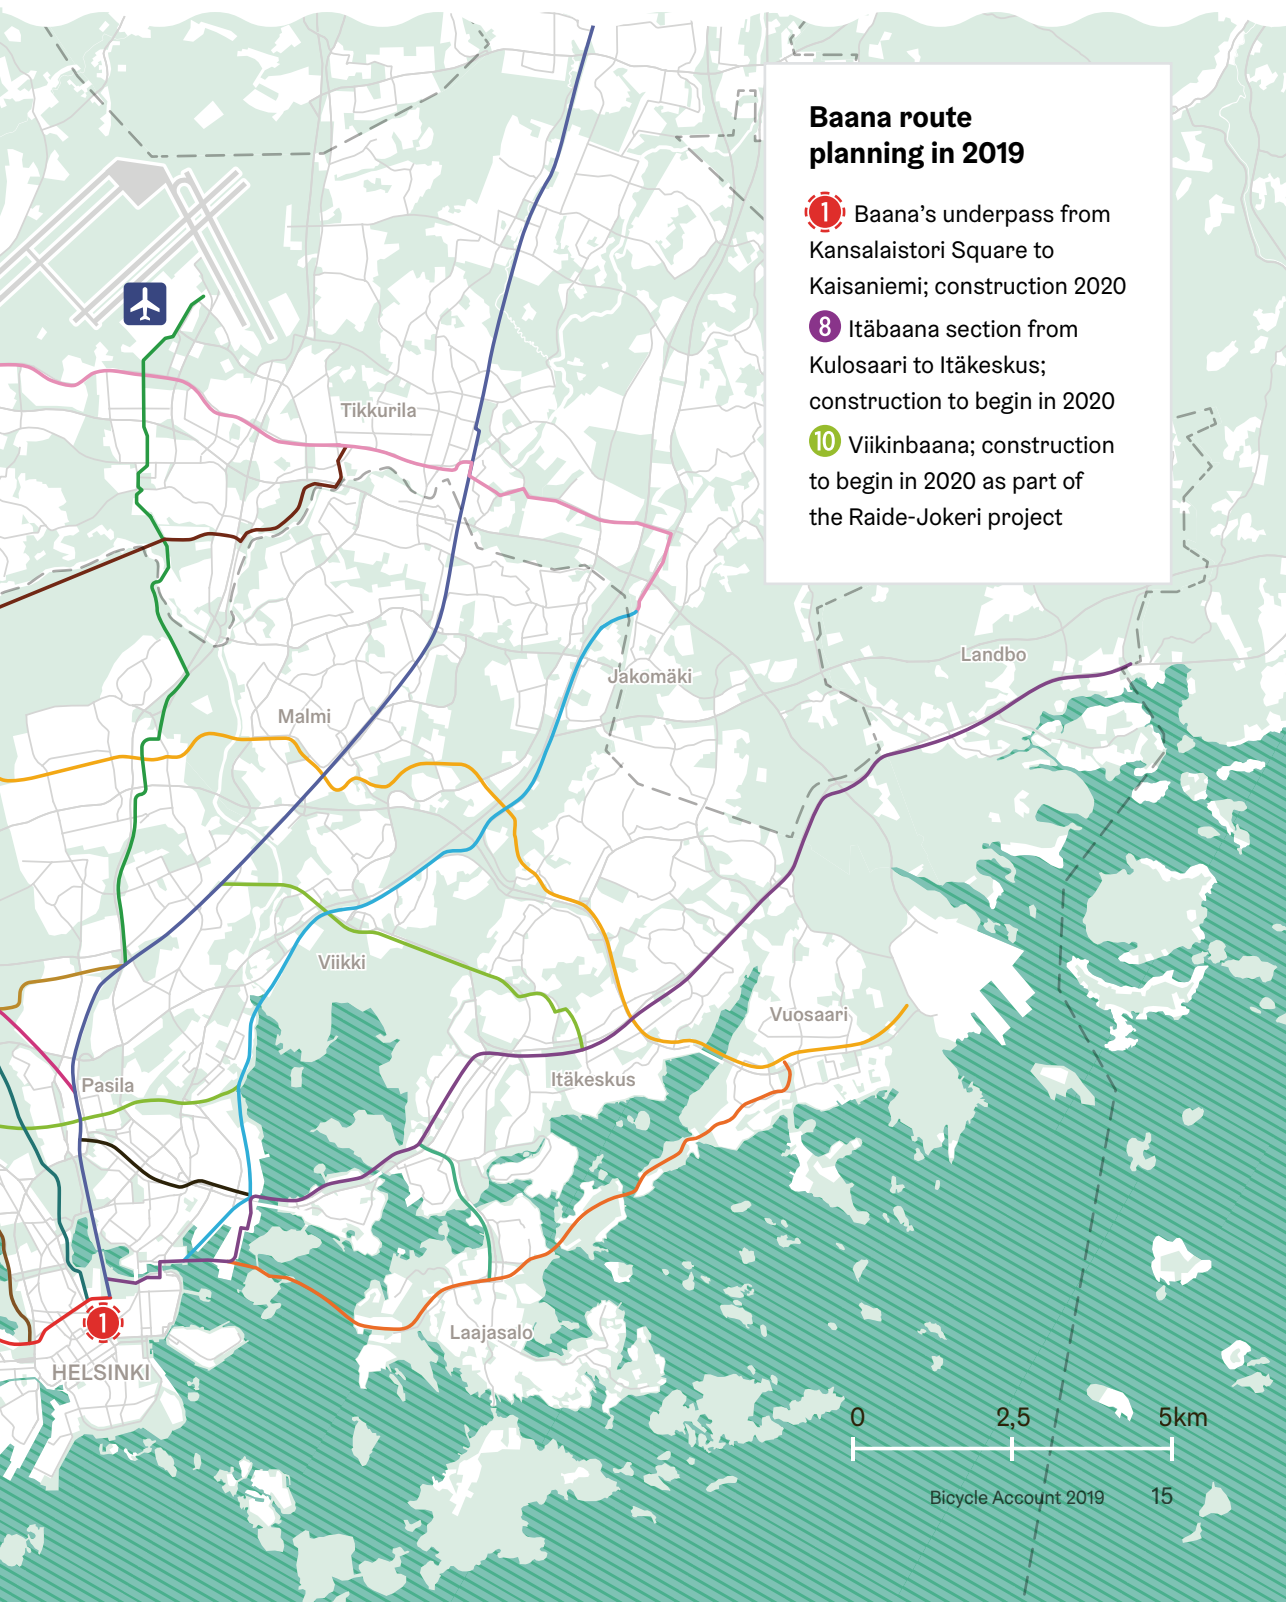 Baana route
planning in 2019
1 Baana's underpass from
Kansalaistori Square to
Kaisaniemi; construction 2020
8 Itäbaana section from
Kulosaari to Itäkeskus;
construction to begin in 2020
10 Viikinbaana; construction
to begin in 2020 as part of
the Raide-Jokeri project
Tikkurila
Landbo
Jakomäki
Malmi
Viikki
Vuosaari
Itäkeskus
Pasila
1
Laajasalo
HELSINKI
0 2,5 5km
Bicycle Account 2019 15